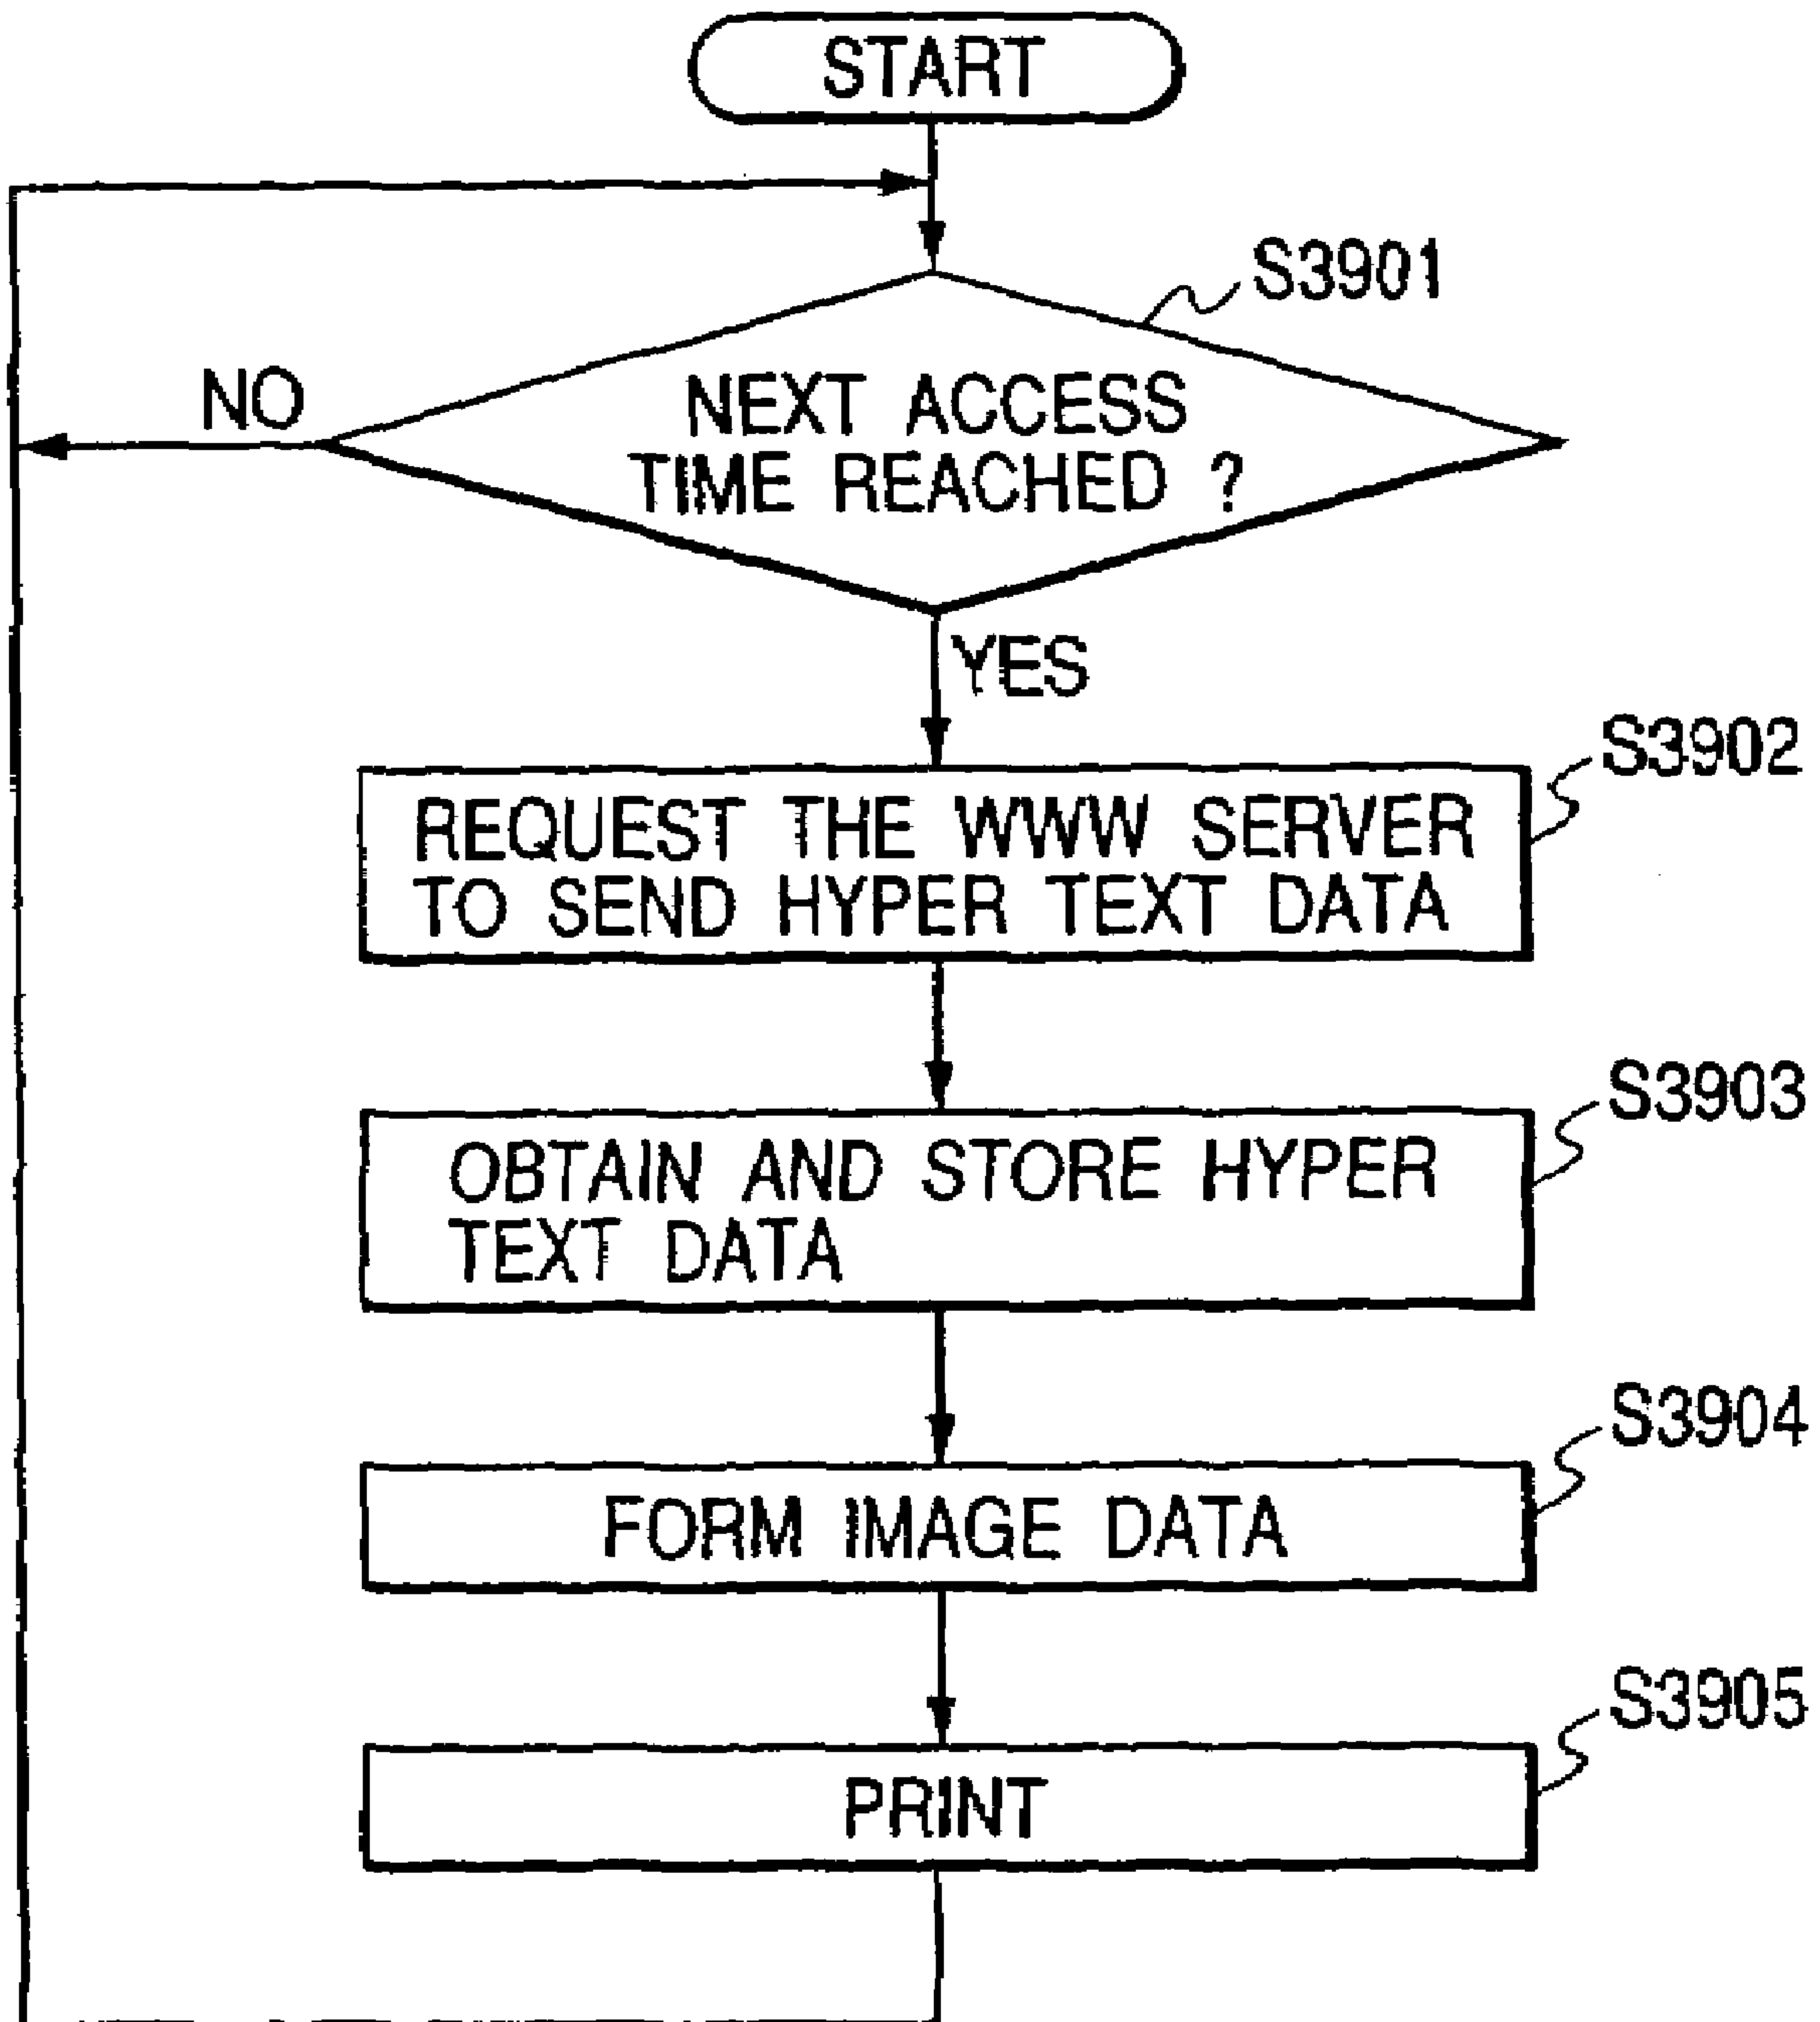 START
S3901
NO
NEXT ACCESS
TIME REACHED ?
YES
S3902
REQUEST THE WWW SERVER
TO SEND HYPER TEXT DATA
S3903
OBTAIN AND STORE HYPER
TEXT DATA
S3904
FORM IMAGE DATA
S3905
PRINT